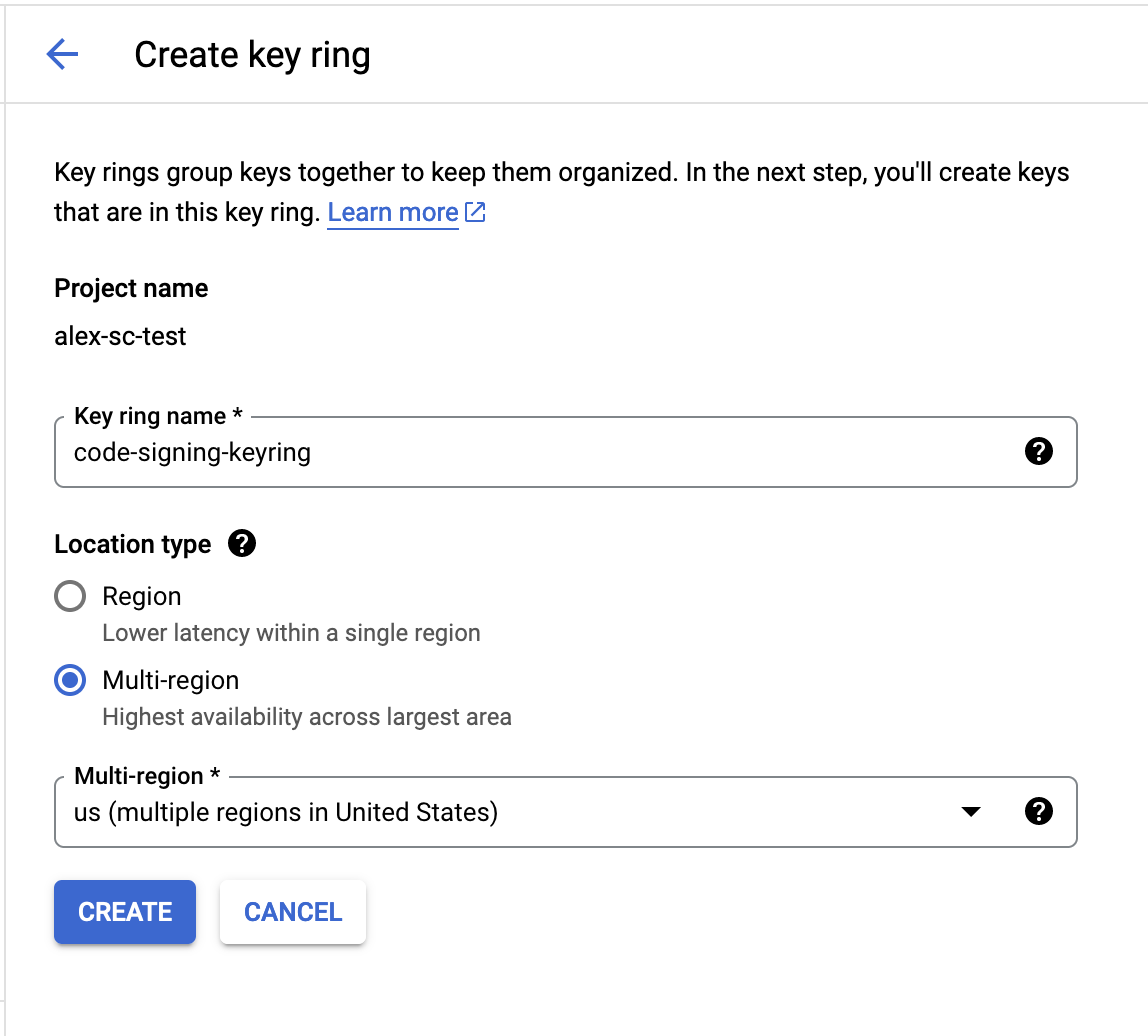 Create key ring
Key rings group keys together to keep them organized. In the next step, you'll create keys
that are in this key ring. Learn more
Project name
alex-sc-test
Key ring name *
code-signing-keyring
Location type
Region
Lower latency within a single region
Multi-region
Highest availability across largest area
Multi-region *
us (multiple regions in United States)
CREATE CANCEL